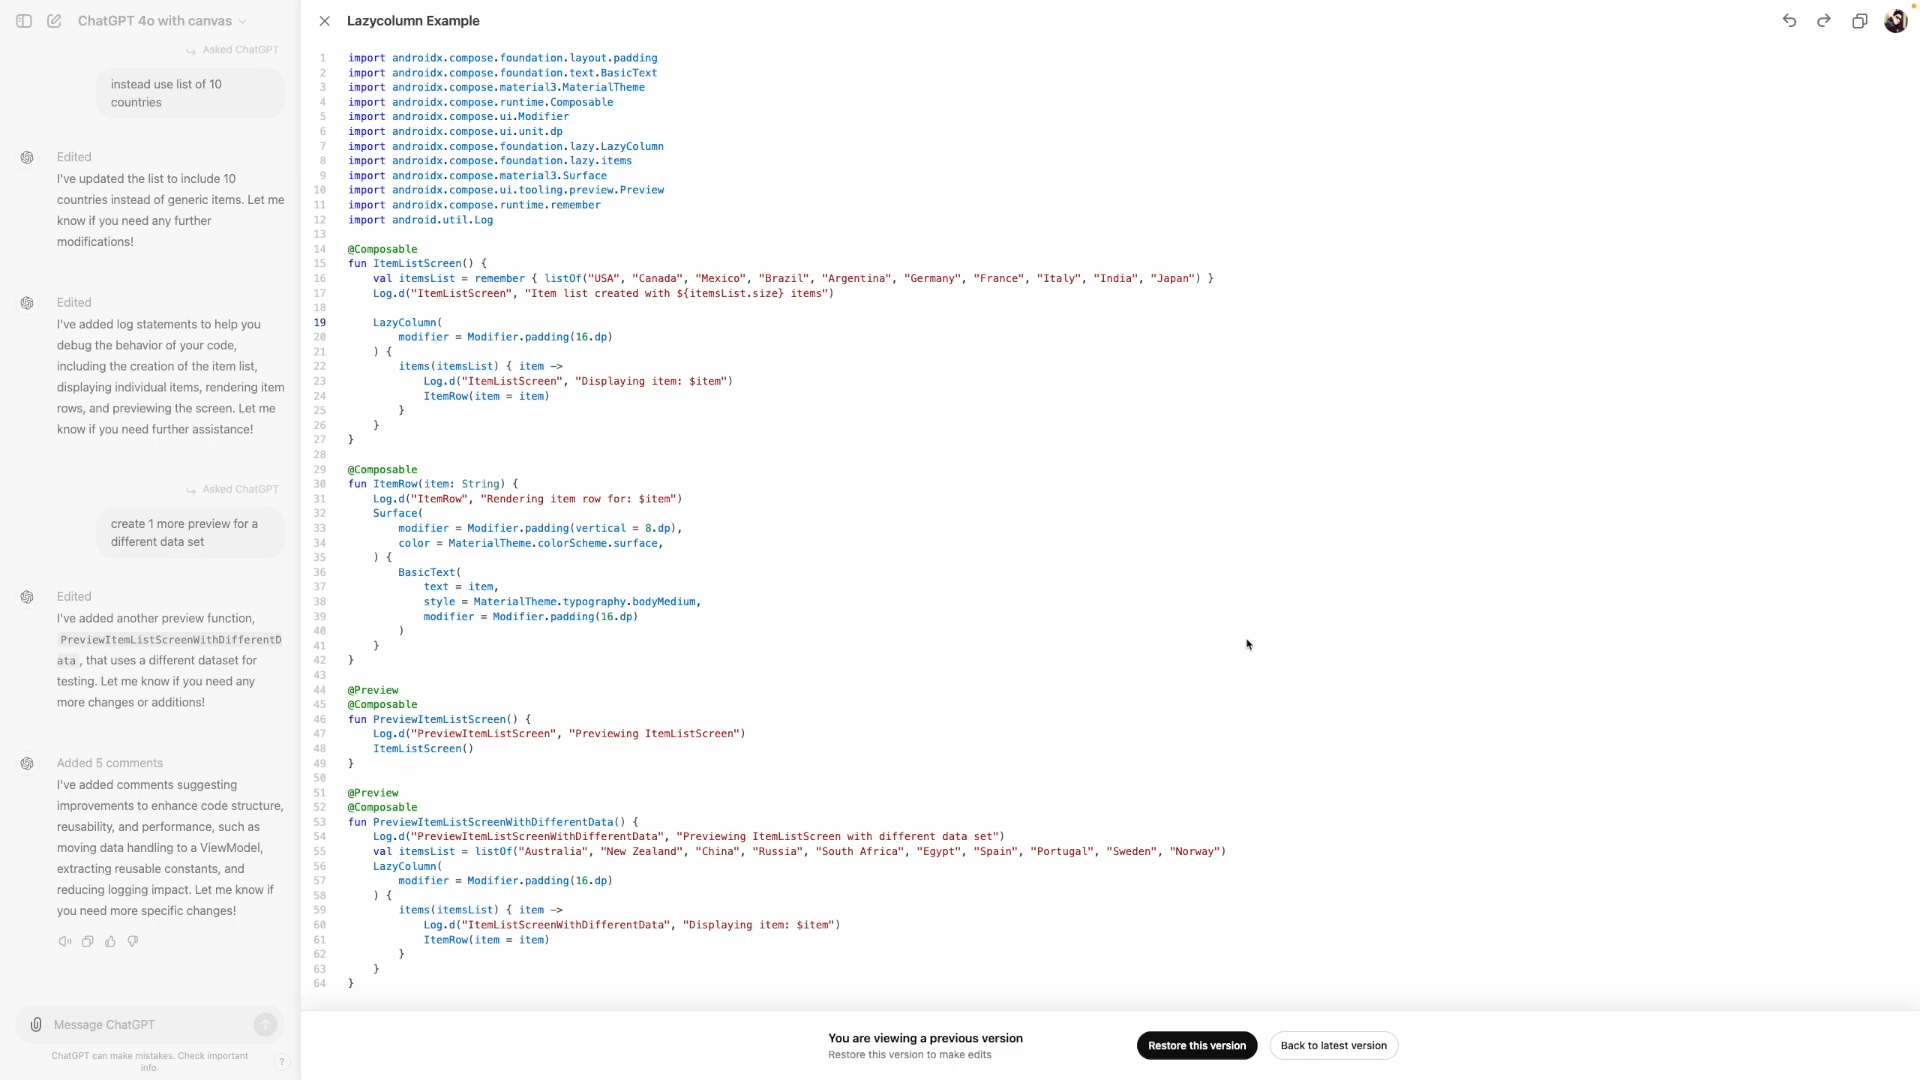 ChatGPT 4o with canvas
Asked ChatGPT
instead use list of 10
countries
Edited
I've updated the list to include 10
countries instead of generic items. Let me
know if you need any further
modifications!
Edited
I've added log statements to help you
debug the behavior of your code,
including the creation of the item list,
displaying individual items, rendering item
rows, and previewing the screen. Let me
know if you need further assistance!
Asked ChatGPT
create 1 more preview for a
different data set
Edited
I've added another preview function,
PreviewItemListScreenWithDifferentD
ata, that uses a different dataset for
testing. Let me know if you need any
more changes or additions!
Added 5 comments
I've added comments suggesting
improvements to enhance code structure,
reusability, and performance, such as
moving data handling to a ViewModel,
extracting reusable constants, and
reducing logging impact. Let me know if
you need more specific changes!
Message ChatGPT
ChatGPT can make mistakes. Check important
info.
?
Lazycolumn Example
1 import androidx.compose.foundation.layout.padding
2 import androidx.compose.foundation.text.BasicText
3 import androidx.compose.material3.MaterialTheme
4 import androidx.compose.runtime.Composable
5 import androidx.compose.ui.Modifier
6 import androidx.compose.ui.unit.dp
7 import androidx.compose.foundation.lazy.LazyColumn
8 import androidx.compose.foundation.lazy.items
9 import androidx.compose.material3.Surface
10 import androidx.compose.ui.tooling.preview.Preview
11 import androidx.compose.runtime.remember
12 import android.util.Log
13
14 @Composable
15 fun ItemListScreen() {
16     val itemsList = remember { listOf("USA", "Canada", "Mexico", "Brazil", "Argentina", "Germany", "France", "Italy", "India", "Japan") }
17     Log.d("ItemListScreen", "Item list created with ${itemsList.size} items")
18
19     LazyColumn(
20         modifier = Modifier.padding(16.dp)
21     ) {
22         items(itemsList) { item ->
23             Log.d("ItemListScreen", "Displaying item: $item")
24             ItemRow(item = item)
25         }
26     }
27 }
28
29 @Composable
30 fun ItemRow(item: String) {
31     Log.d("ItemRow", "Rendering item row for: $item")
32     Surface(
33         modifier = Modifier.padding(vertical = 8.dp),
34         color = MaterialTheme.colorScheme.surface,
35     ) {
36         BasicText(
37             text = item,
38             style = MaterialTheme.typography.bodyMedium,
39             modifier = Modifier.padding(16.dp)
40         )
41     }
42 }
43
44 @Preview
45 @Composable
46 fun PreviewItemListScreen() {
47     Log.d("PreviewItemListScreen", "Previewing ItemListScreen")
48     ItemListScreen()
49 }
50
51 @Preview
52 @Composable
53 fun PreviewItemListScreenWithDifferentData() {
54     Log.d("PreviewItemListScreenWithDifferentData", "Previewing ItemListScreen with different data set")
55     val itemsList = listOf("Australia", "New Zealand", "China", "Russia", "South Africa", "Egypt", "Spain", "Portugal", "Sweden", "Norway")
56     LazyColumn(
57         modifier = Modifier.padding(16.dp)
58     ) {
59         items(itemsList) { item ->
60             Log.d("ItemListScreenWithDifferentData", "Displaying item: $item")
61             ItemRow(item = item)
62         }
63     }
64 }
You are viewing a previous version
Restore this version to make edits
Restore this version
Back to latest version